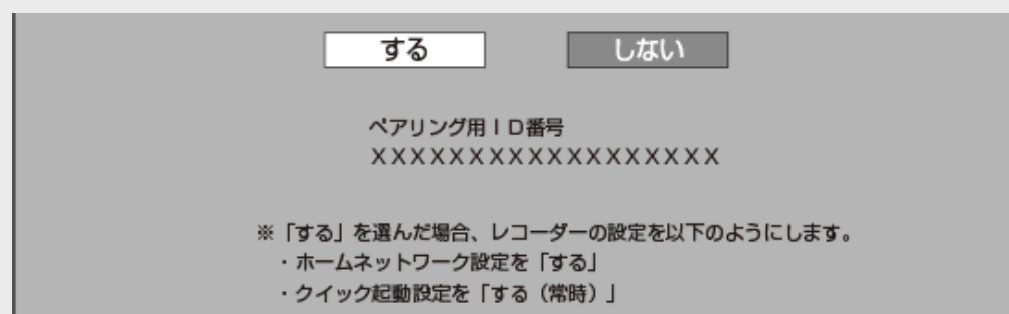 する しない
ペアリング用ＩＤ番号
ＸＸＸＸＸＸＸＸＸＸＸＸＸＸＸＸＸＸ
※「する」を選んだ場合、レコーダーの設定を以下のようにします。
・ホームネットワーク設定を「する」
・クイック起動設定を「する（常時）」